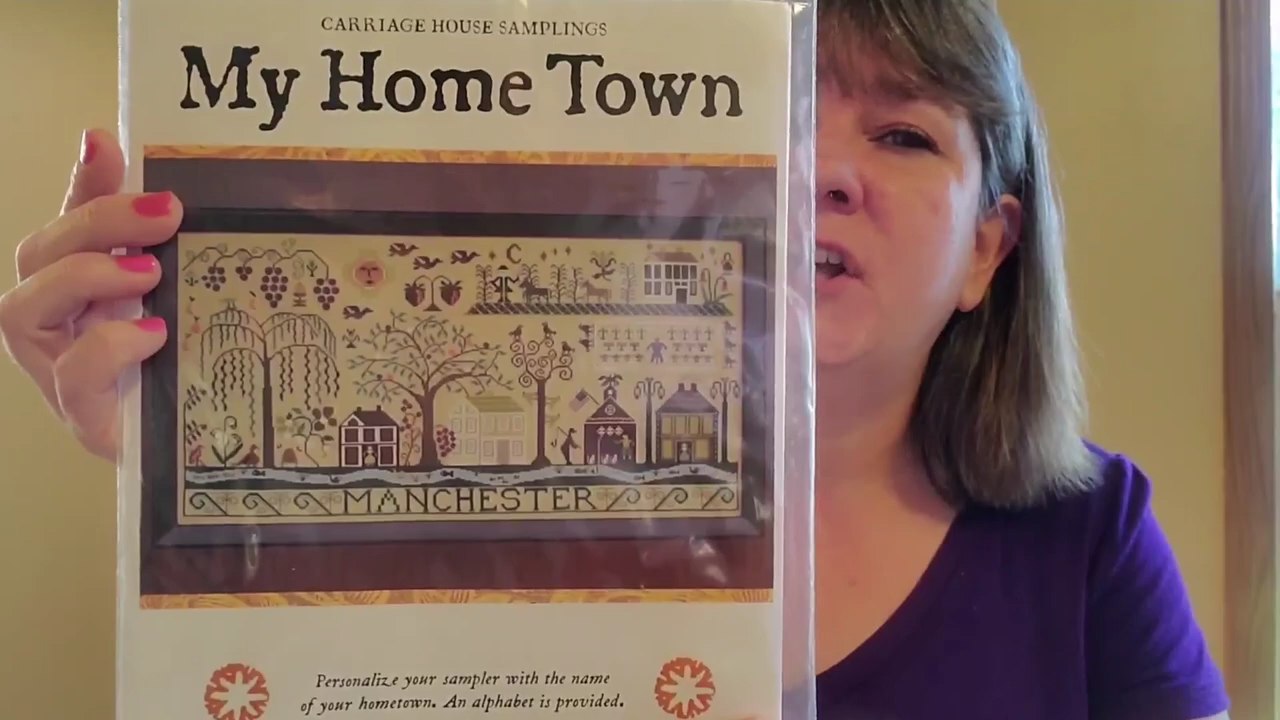 CARRIAGE HOUSE SAMPLINGS
My Home Town
C
MANCHESTER
Personalize your sampler with the name
of your hometown. An alphabet is provided.